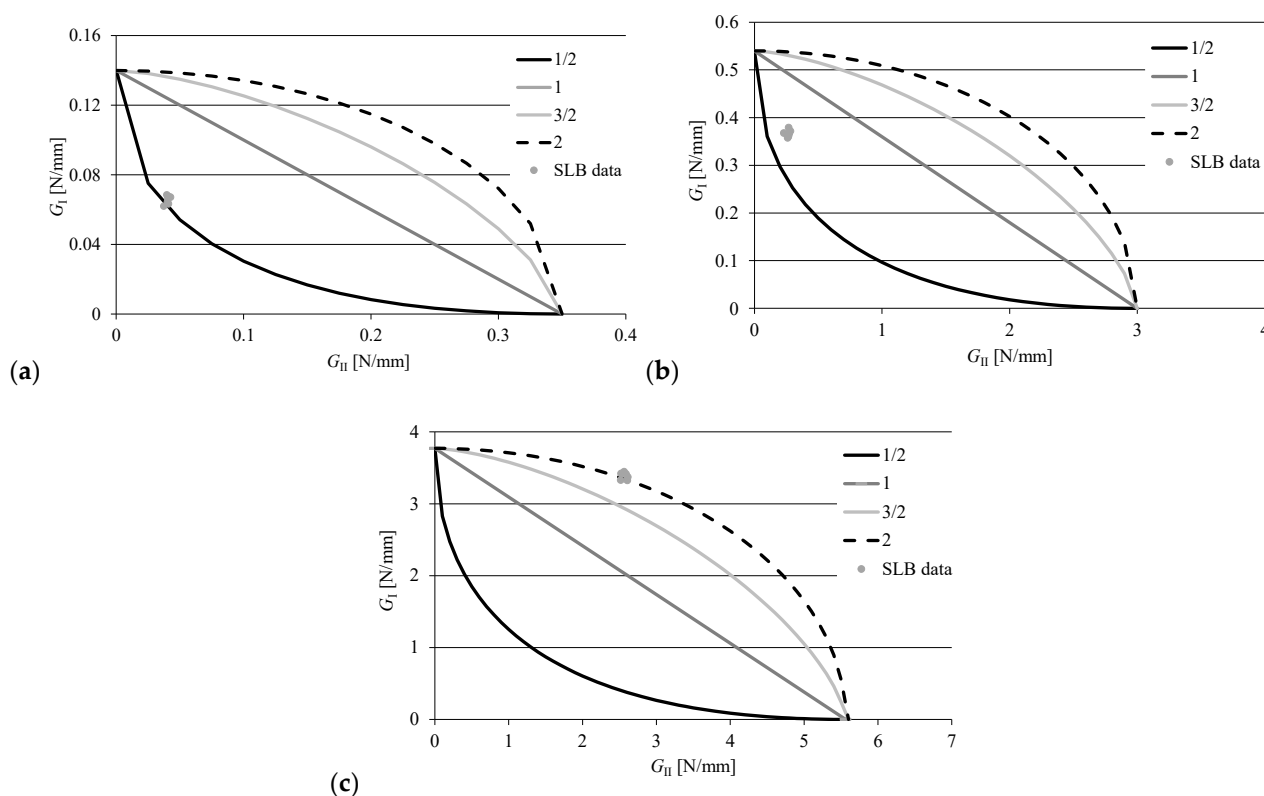 0.16
0.12
0.08
0.04
0
G_I [N/mm]
0 0.1 0.2 0.3 0.4
G_II [N/mm]
1/2
1
3/2
2
SLB data
(a)
0.6
0.5
0.4
0.3
0.2
0.1
0
G_I [N/mm]
0 1 2 3 4
G_II [N/mm]
1/2
1
3/2
2
SLB data
(b)
4
3
2
1
0
G_I [N/mm]
0 1 2 3 4 5 6 7
G_II [N/mm]
1/2
1
3/2
2
SLB data
(c)